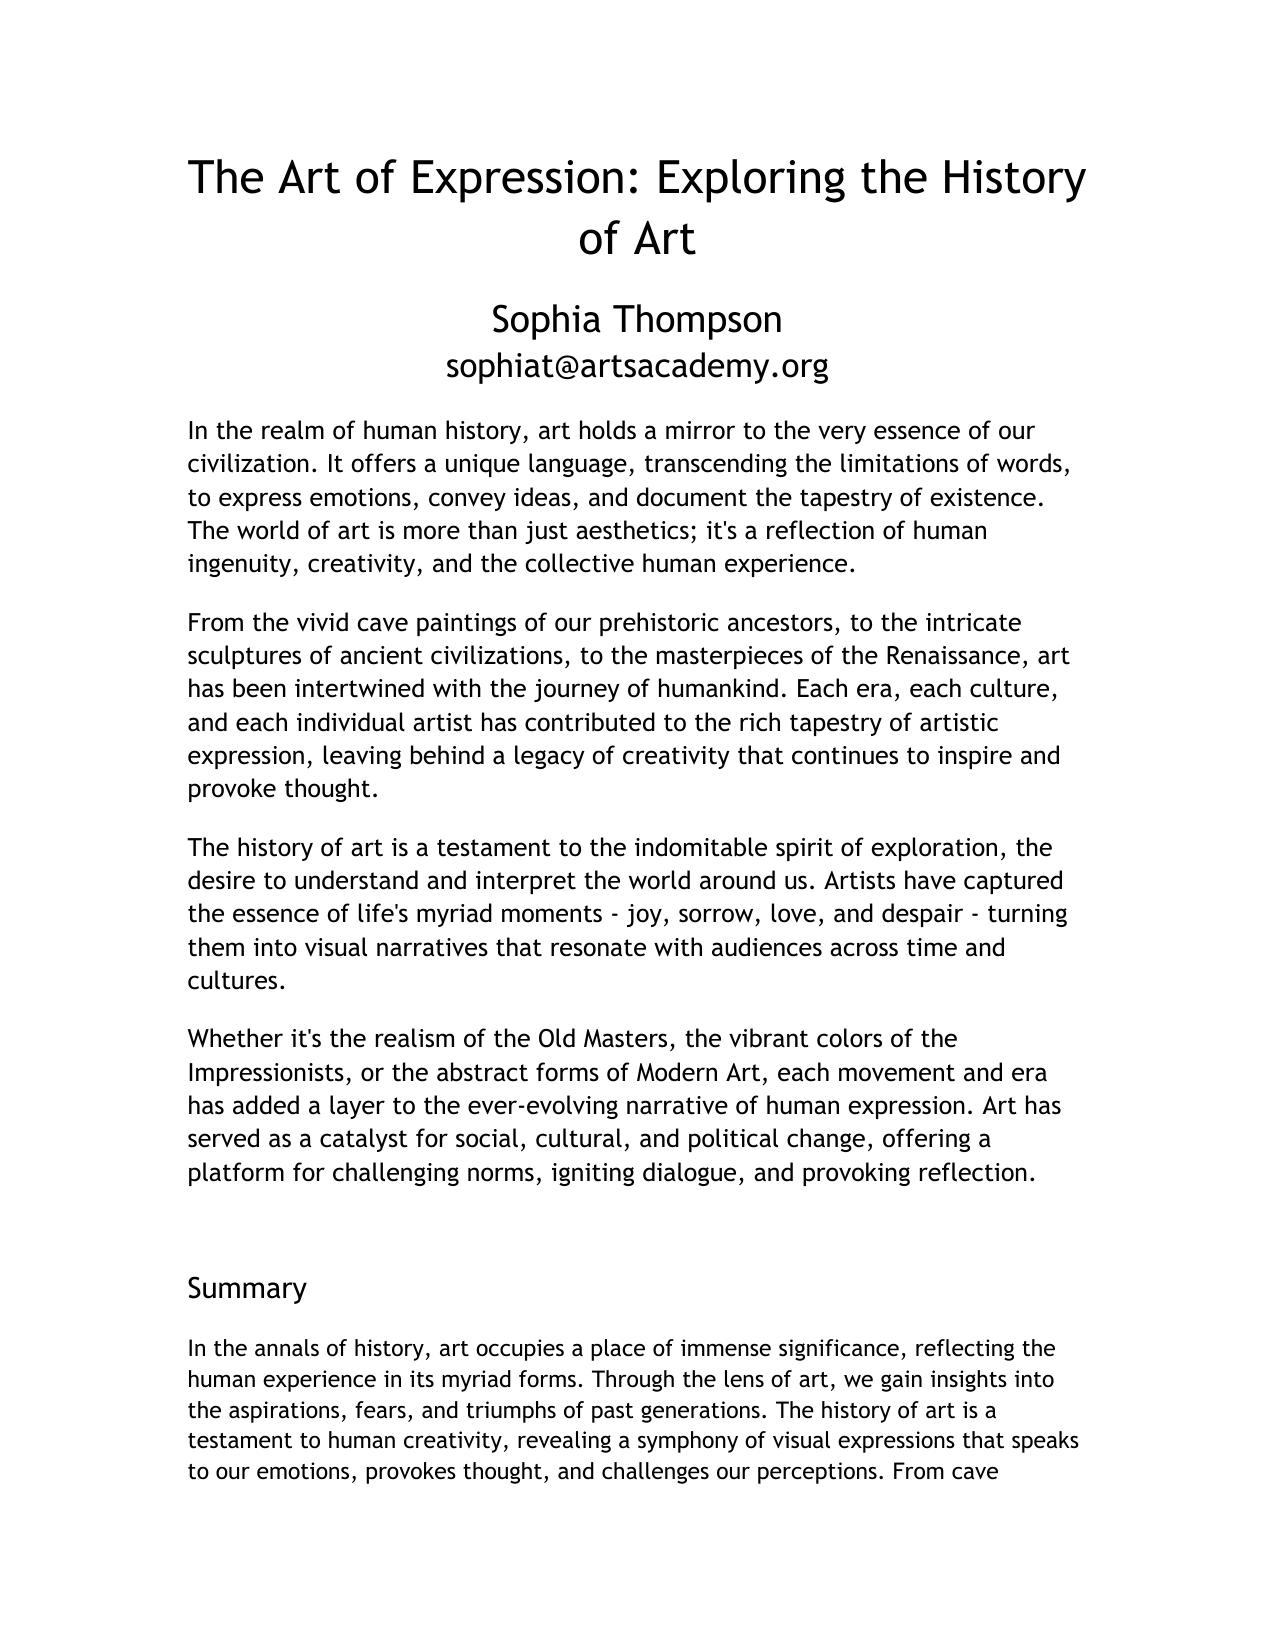 The Art of Expression: Exploring the History
of Art
Sophia Thompson
sophiat@artsacademy.org
In the realm of human history, art holds a mirror to the very essence of our
civilization. It offers a unique language, transcending the limitations of words,
to express emotions, convey ideas, and document the tapestry of existence.
The world of art is more than just aesthetics; it's a reflection of human
ingenuity, creativity, and the collective human experience.
From the vivid cave paintings of our prehistoric ancestors, to the intricate
sculptures of ancient civilizations, to the masterpieces of the Renaissance, art
has been intertwined with the journey of humankind. Each era, each culture,
and each individual artist has contributed to the rich tapestry of artistic
expression, leaving behind a legacy of creativity that continues to inspire and
provoke thought.
The history of art is a testament to the indomitable spirit of exploration, the
desire to understand and interpret the world around us. Artists have captured
the essence of life's myriad moments - joy, sorrow, love, and despair - turning
them into visual narratives that resonate with audiences across time and
cultures.
Whether it's the realism of the Old Masters, the vibrant colors of the
Impressionists, or the abstract forms of Modern Art, each movement and era
has added a layer to the ever-evolving narrative of human expression. Art has
served as a catalyst for social, cultural, and political change, offering a
platform for challenging norms, igniting dialogue, and provoking reflection.
Summary
In the annals of history, art occupies a place of immense significance, reflecting the
human experience in its myriad forms. Through the lens of art, we gain insights into
the aspirations, fears, and triumphs of past generations. The history of art is a
testament to human creativity, revealing a symphony of visual expressions that speaks
to our emotions, provokes thought, and challenges our perceptions. From cave